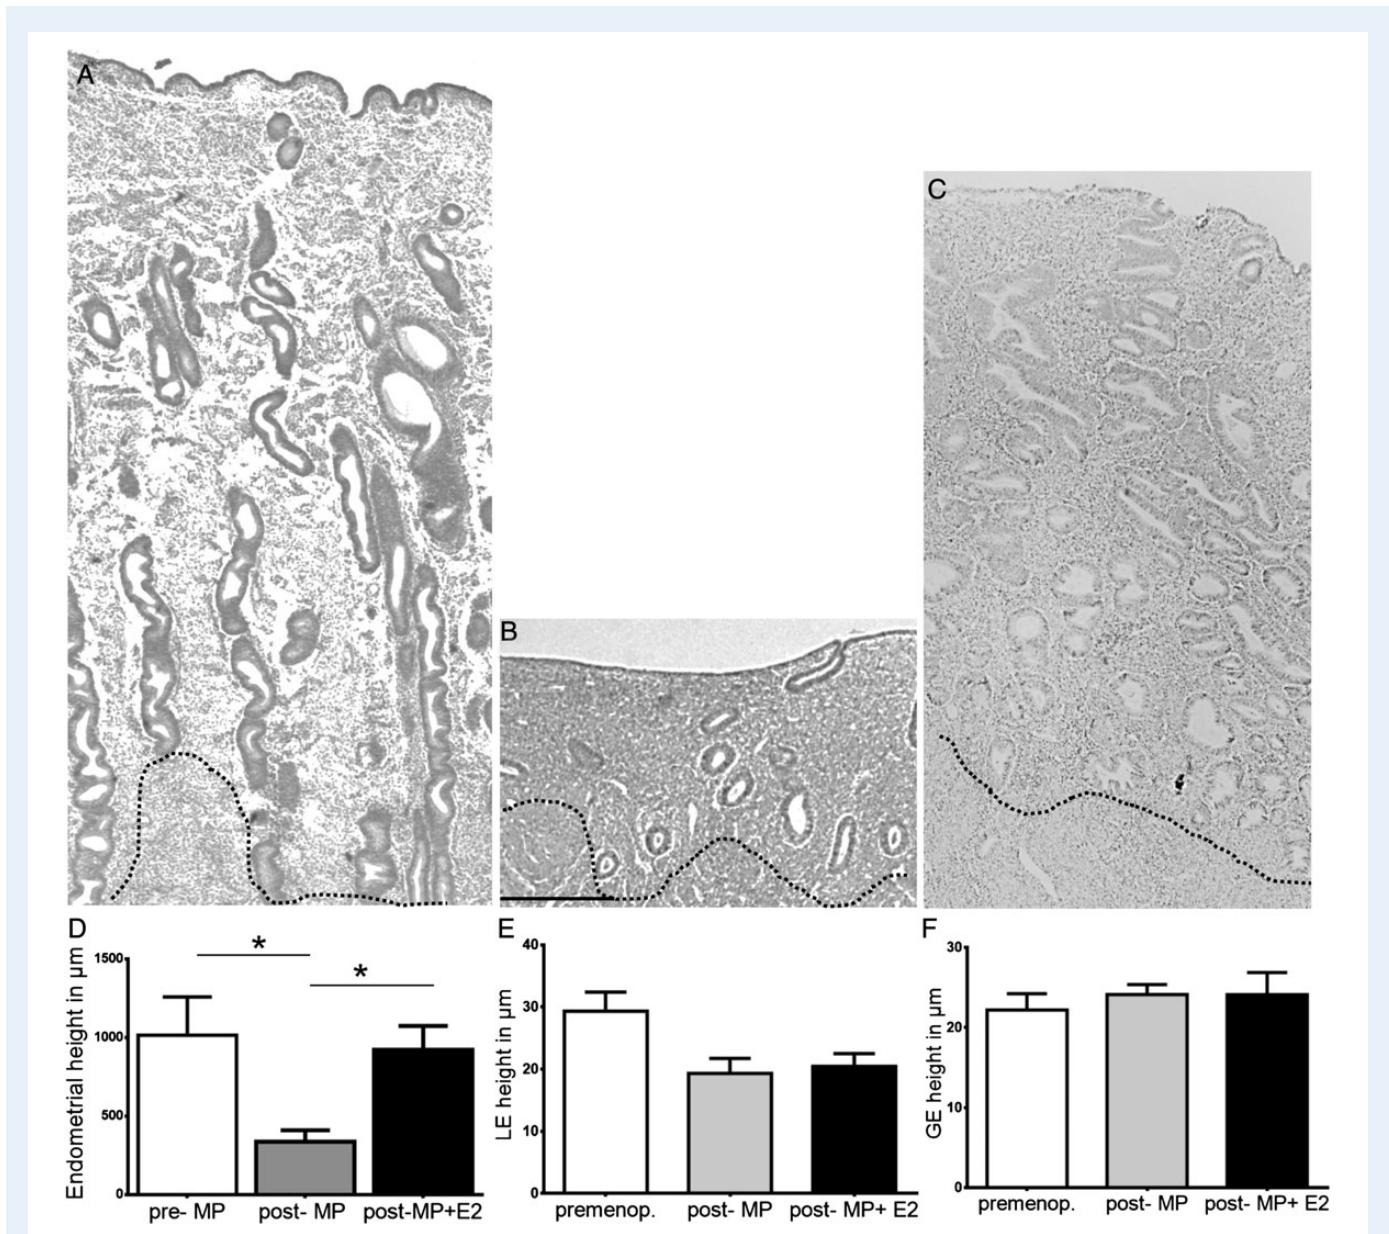 A
B
C
D
Endometrial height in µm
1500
1000
500
0
*
*
pre- MP
post- MP
post-MP+E2
E
LE height in µm
40
30
20
10
0
premenop.
post- MP
post- MP+ E2
F
GE height in µm
30
20
10
0
premenop.
post- MP
post- MP+ E2